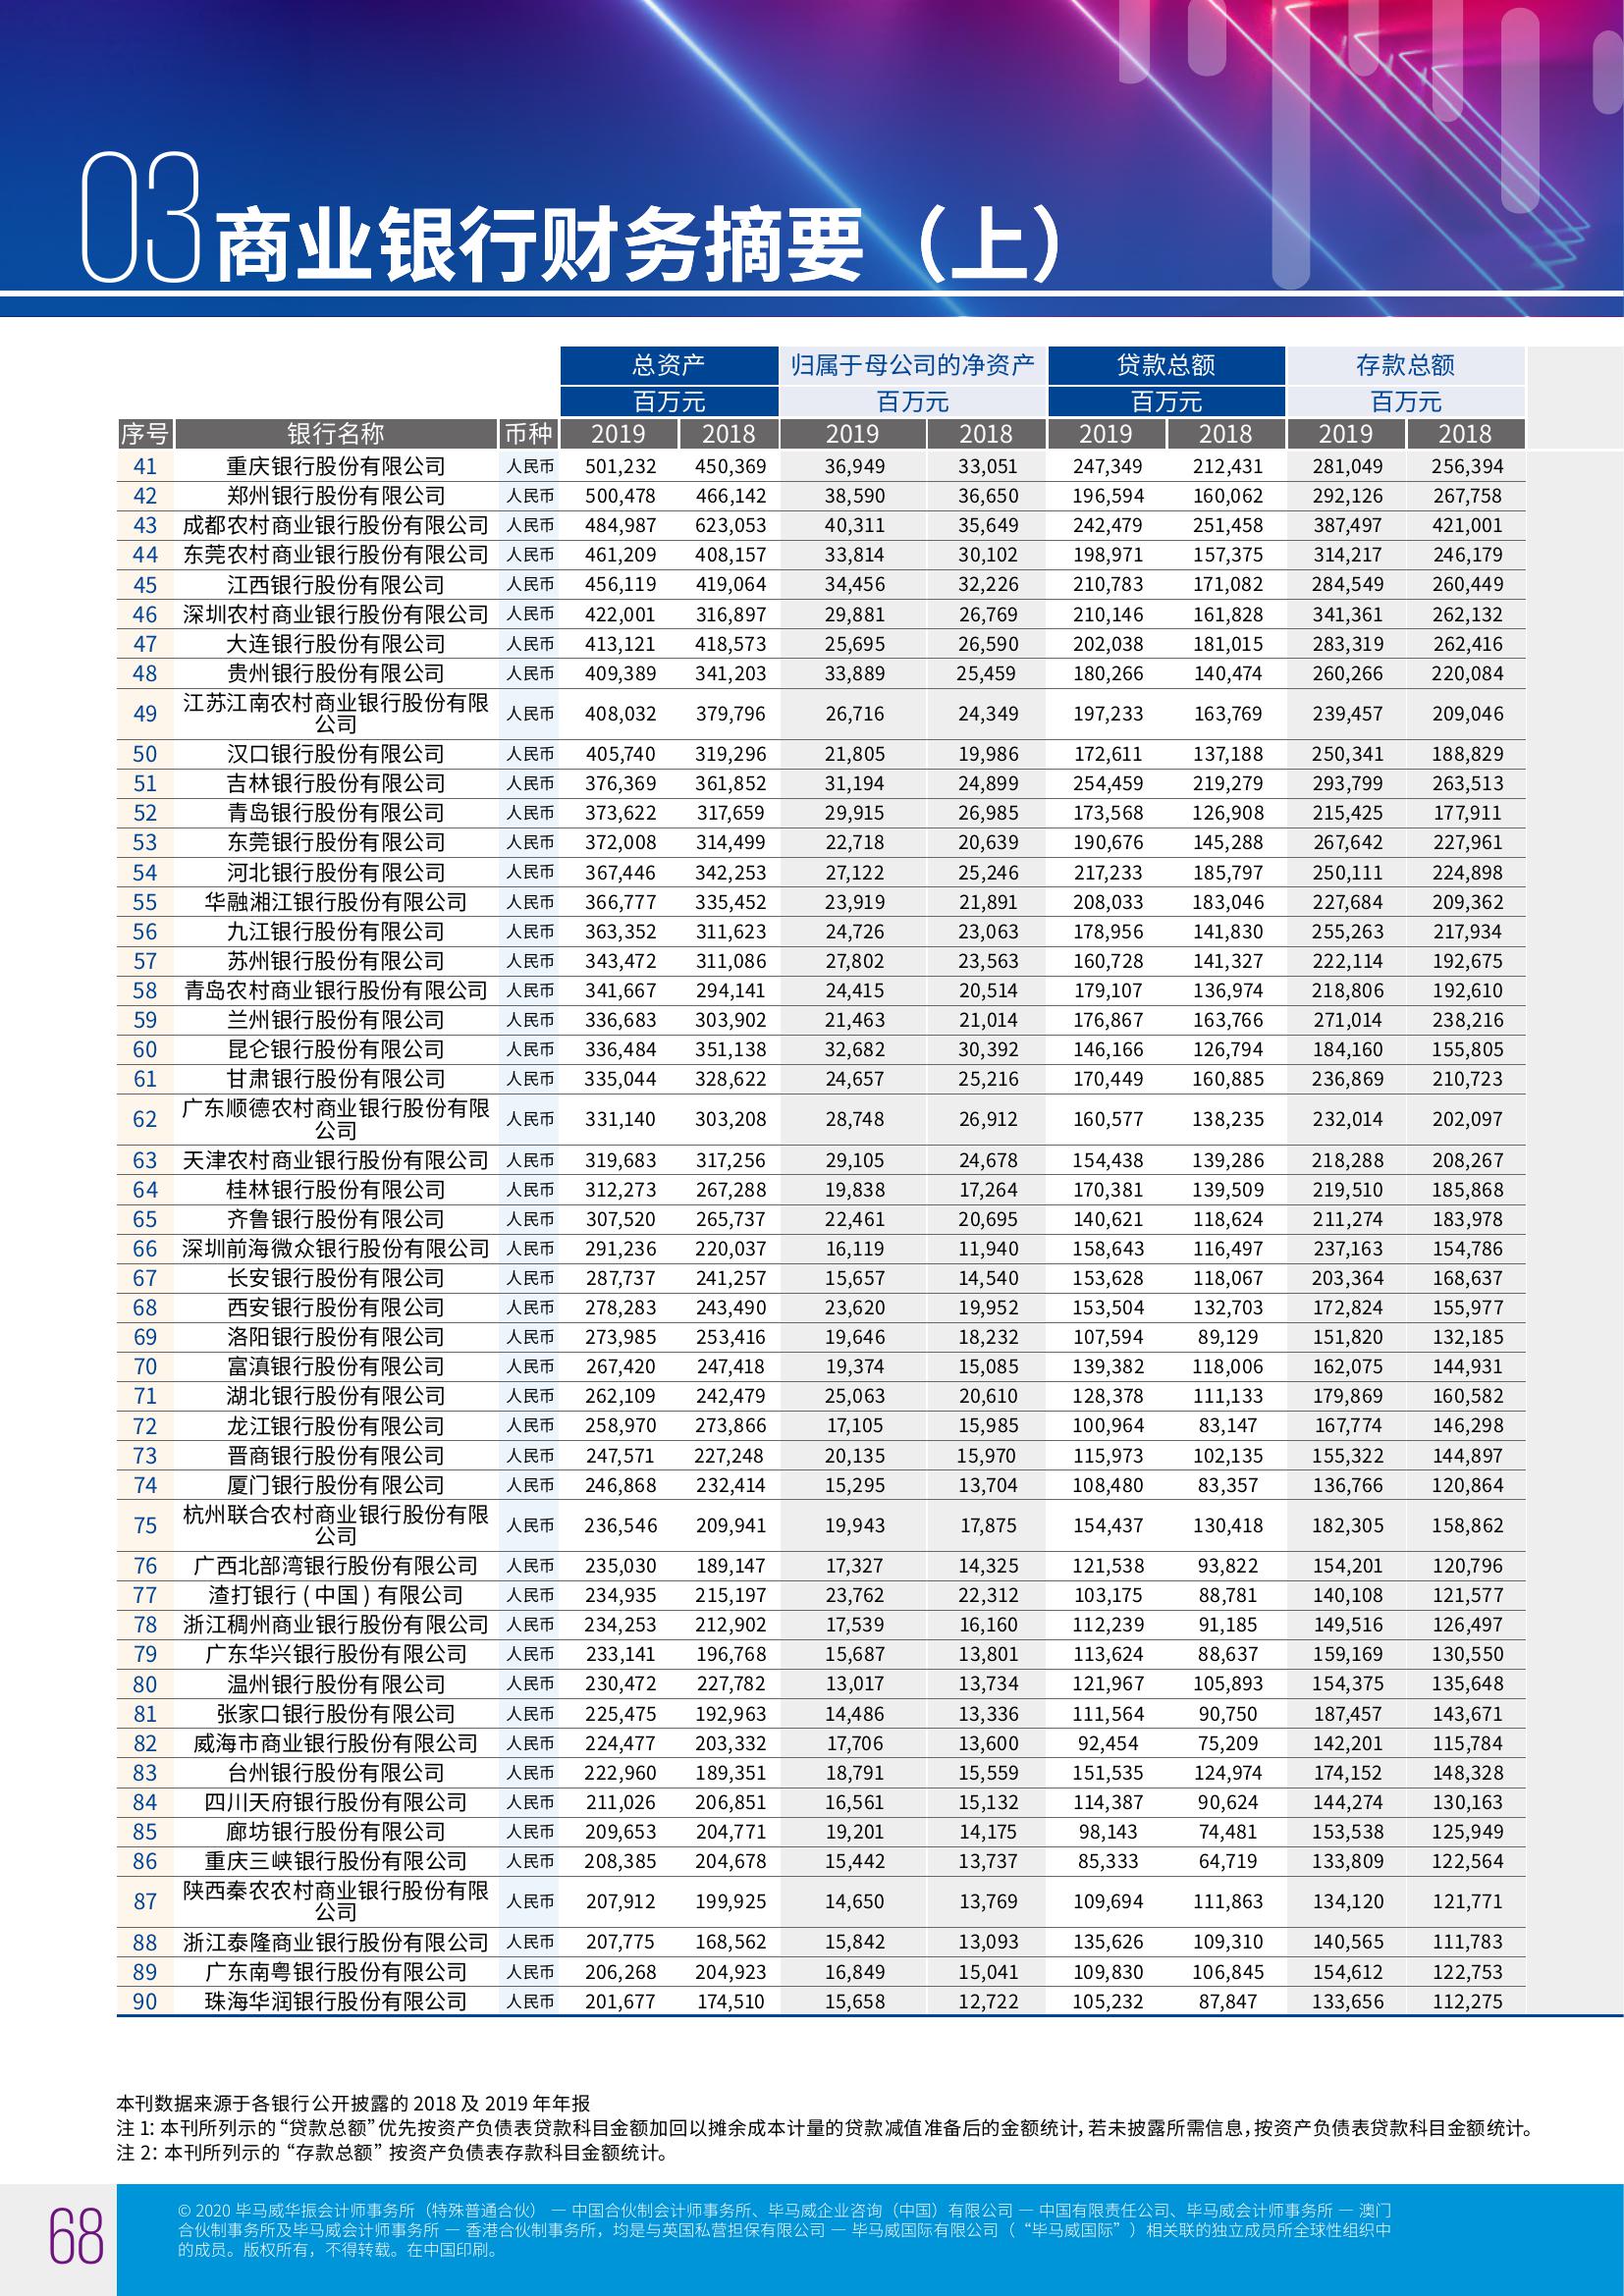 03 商业银行财务摘要（上）
总资产 归属于母公司的净资产 贷款总额 存款总额
百万元 百万元 百万元 百万元
序号 银行名称 币种 2019 2018 2019 2018 2019 2018 2019 2018
41 重庆银行股份有限公司 人民币 501,232 450,369 36,949 33,051 247,349 212,431 281,049 256,394
42 郑州银行股份有限公司 人民币 500,478 466,142 38,590 36,650 196,594 160,062 292,126 267,758
43 成都农村商业银行股份有限公司 人民币 484,987 623,053 40,311 35,649 242,479 251,458 387,497 421,001
44 东莞农村商业银行股份有限公司 人民币 461,209 408,157 33,814 30,102 198,971 157,375 314,217 246,179
45 江西银行股份有限公司 人民币 456,119 419,064 34,456 32,226 210,783 171,082 284,549 260,449
46 深圳农村商业银行股份有限公司 人民币 422,001 316,897 29,881 26,769 210,146 161,828 341,361 262,132
47 大连银行股份有限公司 人民币 413,121 418,573 25,695 26,590 202,038 181,015 283,319 262,416
48 贵州银行股份有限公司 人民币 409,389 341,203 33,889 25,459 180,266 140,474 260,266 220,084
49 江苏江南农村商业银行股份有限
公司 人民币 408,032 379,796 26,716 24,349 197,233 163,769 239,457 209,046
50 汉口银行股份有限公司 人民币 405,740 319,296 21,805 19,986 172,611 137,188 250,341 188,829
51 吉林银行股份有限公司 人民币 376,369 361,852 31,194 24,899 254,459 219,279 293,799 263,513
52 青岛银行股份有限公司 人民币 373,622 317,659 29,915 26,985 173,568 126,908 215,425 177,911
53 东莞银行股份有限公司 人民币 372,008 314,499 22,718 20,639 190,676 145,288 267,642 227,961
54 河北银行股份有限公司 人民币 367,446 342,253 27,122 25,246 217,233 185,797 250,111 224,898
55 华融湘江银行股份有限公司 人民币 366,777 335,452 23,919 21,891 208,033 183,046 227,684 209,362
56 九江银行股份有限公司 人民币 363,352 311,623 24,726 23,063 178,956 141,830 255,263 217,934
57 苏州银行股份有限公司 人民币 343,472 311,086 27,802 23,563 160,728 141,327 222,114 192,675
58 青岛农村商业银行股份有限公司 人民币 341,667 294,141 24,415 20,514 179,107 136,974 218,806 192,610
59 兰州银行股份有限公司 人民币 336,683 303,902 21,463 21,014 176,867 163,766 271,014 238,216
60 昆仑银行股份有限公司 人民币 336,484 351,138 32,682 30,392 146,166 126,794 184,160 155,805
61 甘肃银行股份有限公司 人民币 335,044 328,622 24,657 25,216 170,449 160,885 236,869 210,723
62 广东顺德农村商业银行股份有限
公司 人民币 331,140 303,208 28,748 26,912 160,577 138,235 232,014 202,097
63 天津农村商业银行股份有限公司 人民币 319,683 317,256 29,105 24,678 154,438 139,286 218,288 208,267
64 桂林银行股份有限公司 人民币 312,273 267,288 19,838 17,264 170,381 139,509 219,510 185,868
65 齐鲁银行股份有限公司 人民币 307,520 265,737 22,461 20,695 140,621 118,624 211,274 183,978
66 深圳前海微众银行股份有限公司 人民币 291,236 220,037 16,119 11,940 158,643 116,497 237,163 154,786
67 长安银行股份有限公司 人民币 287,737 241,257 15,657 14,540 153,628 118,067 203,364 168,637
68 西安银行股份有限公司 人民币 278,283 243,490 23,620 19,952 153,504 132,703 172,824 155,977
69 洛阳银行股份有限公司 人民币 273,985 253,416 19,646 18,232 107,594 89,129 151,820 132,185
70 富滇银行股份有限公司 人民币 267,420 247,418 19,374 15,085 139,382 118,006 162,075 144,931
71 湖北银行股份有限公司 人民币 262,109 242,479 25,063 20,610 128,378 111,133 179,869 160,582
72 龙江银行股份有限公司 人民币 258,970 273,866 17,105 15,985 100,964 83,147 167,774 146,298
73 晋商银行股份有限公司 人民币 247,571 227,248 20,135 15,970 115,973 102,135 155,322 144,897
74 厦门银行股份有限公司 人民币 246,868 232,414 15,295 13,704 108,480 83,357 136,766 120,864
75 杭州联合农村商业银行股份有限
公司 人民币 236,546 209,941 19,943 17,875 154,437 130,418 182,305 158,862
76 广西北部湾银行股份有限公司 人民币 235,030 189,147 17,327 14,325 121,538 93,822 154,201 120,796
77 渣打银行 ( 中国 ) 有限公司 人民币 234,935 215,197 23,762 22,312 103,175 88,781 140,108 121,577
78 浙江稠州商业银行股份有限公司 人民币 234,253 212,902 17,539 16,160 112,239 91,185 149,516 126,497
79 广东华兴银行股份有限公司 人民币 233,141 196,768 15,687 13,801 113,624 88,637 159,169 130,550
80 温州银行股份有限公司 人民币 230,472 227,782 13,017 13,734 121,967 105,893 154,375 135,648
81 张家口银行股份有限公司 人民币 225,475 192,963 14,486 13,336 111,564 90,750 187,457 143,671
82 威海市商业银行股份有限公司 人民币 224,477 203,332 17,706 13,600 92,454 75,209 142,201 115,784
83 台州银行股份有限公司 人民币 222,960 189,351 18,791 15,559 151,535 124,974 174,152 148,328
84 四川天府银行股份有限公司 人民币 211,026 206,851 16,561 15,132 114,387 90,624 144,274 130,163
85 廊坊银行股份有限公司 人民币 209,653 204,771 19,201 14,175 98,143 74,481 153,538 125,949
86 重庆三峡银行股份有限公司 人民币 208,385 204,678 15,442 13,737 85,333 64,719 133,809 122,564
87 陕西秦农农村商业银行股份有限
公司 人民币 207,912 199,925 14,650 13,769 109,694 111,863 134,120 121,771
88 浙江泰隆商业银行股份有限公司 人民币 207,775 168,562 15,842 13,093 135,626 109,310 140,565 111,783
89 广东南粤银行股份有限公司 人民币 206,268 204,923 16,849 15,041 109,830 106,845 154,612 122,753
90 珠海华润银行股份有限公司 人民币 201,677 174,510 15,658 12,722 105,232 87,847 133,656 112,275
本刊数据来源于各银行公开披露的 2018 及 2019 年年报
注 1: 本刊所列示的 “贷款总额” 优先按资产负债表贷款科目金额加回以摊余成本计量的贷款减值准备后的金额统计，若未披露所需信息，按资产负债表贷款科目金额统计。
注 2: 本刊所列示的 “存款总额” 按资产负债表存款科目金额统计。
© 2020 毕马威华振会计师事务所（特殊普通合伙） — 中国合伙制会计师事务所、毕马威企业咨询（中国）有限公司 — 中国有限责任公司、毕马威会计师事务所 — 澳门
合伙制事务所及毕马威会计师事务所 — 香港合伙制事务所，均是与英国私营担保有限公司 — 毕马威国际有限公司（ “毕马威国际” ）相关联的独立成员所全球性组织中
的成员。版权所有，不得转载。在中国印刷。
68